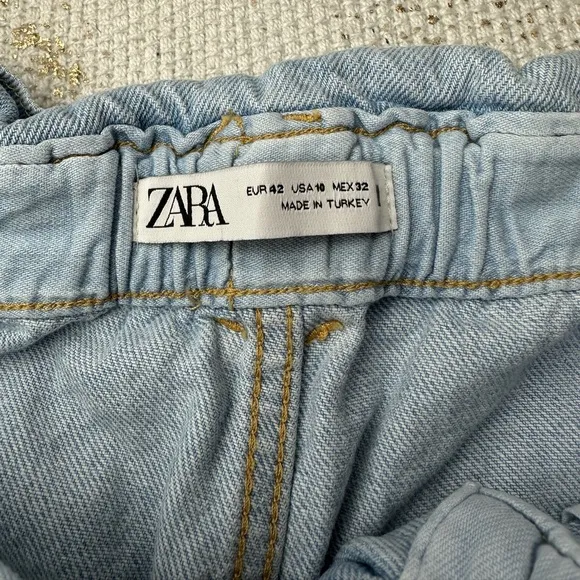 ZARA
EUR 42 USA 10 MEX 32
MADE IN TURKEY